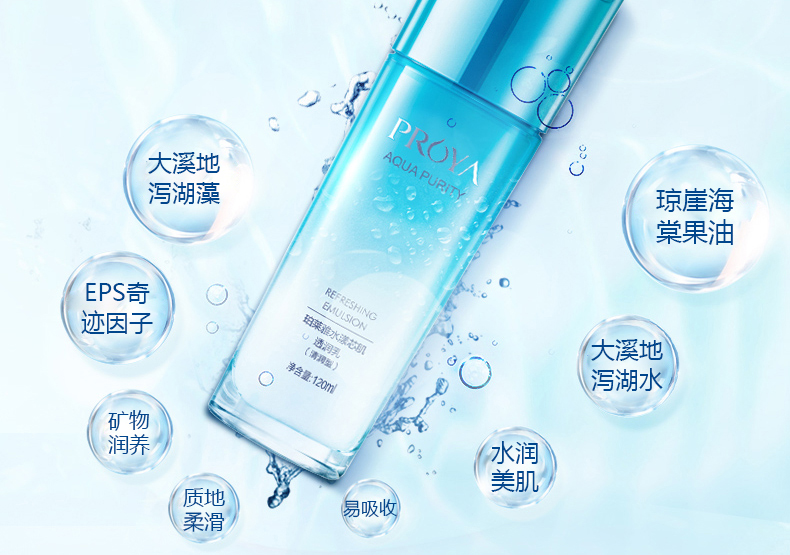 PROYA
AQUA PURITY
大溪地
泻湖藻
琼崖海
棠果油
EPS奇
迹因子
REFRESHING
EMULSION
珀莱雅水漾芯肌
透润乳
(清润型)
净含量:120ml
大溪地
泻湖水
矿物
润养
水润
美肌
质地
柔滑
易吸收